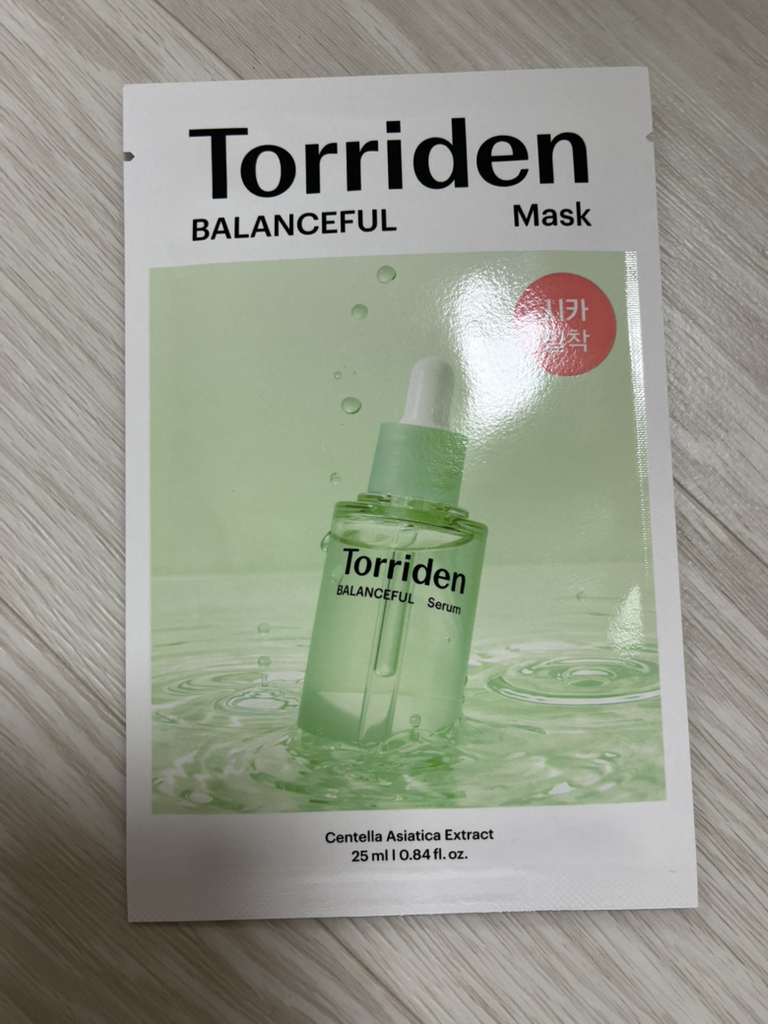 Torriden
BALANCEFUL Mask
시카
Torriden
BALANCEFUL Serum
Centella Asiatica Extract
25 ml | 0.84 fl. oz.